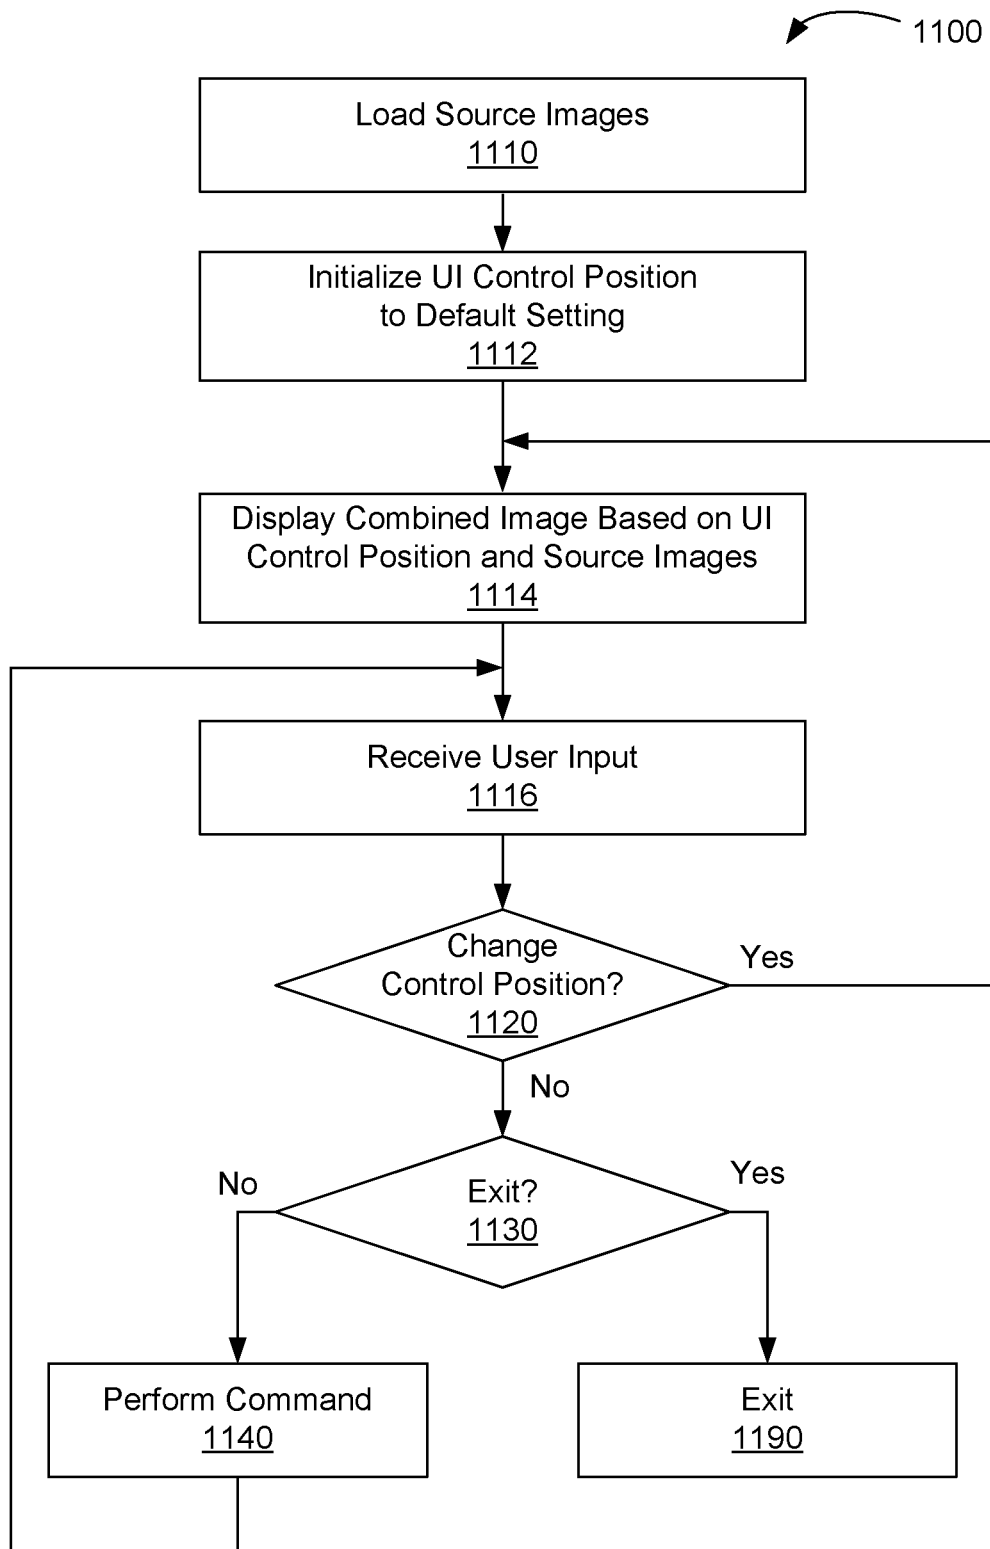 1100
Load Source Images
1110
Initialize UI Control Position
to Default Setting
1112
Display Combined Image Based on UI
Control Position and Source Images
1114
Receive User Input
1116
Change
Control Position?
1120
Yes
No
Exit?
1130
No
Yes
Perform Command
1140
Exit
1190